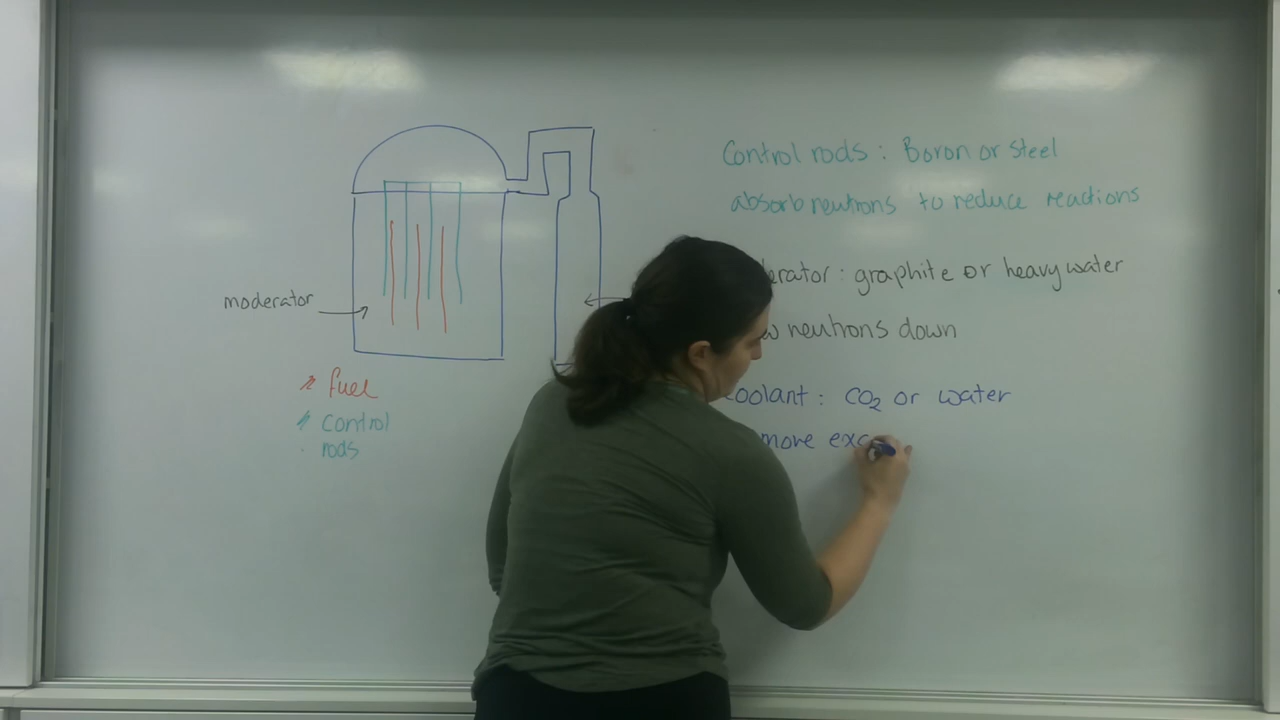 Control rods : Boron or steel
absorb neutrons to reduce reactions
erator : graphite or heavy water
neutrons down
coolant : CO2 or water
more exc
moderator
fuel
control
rods